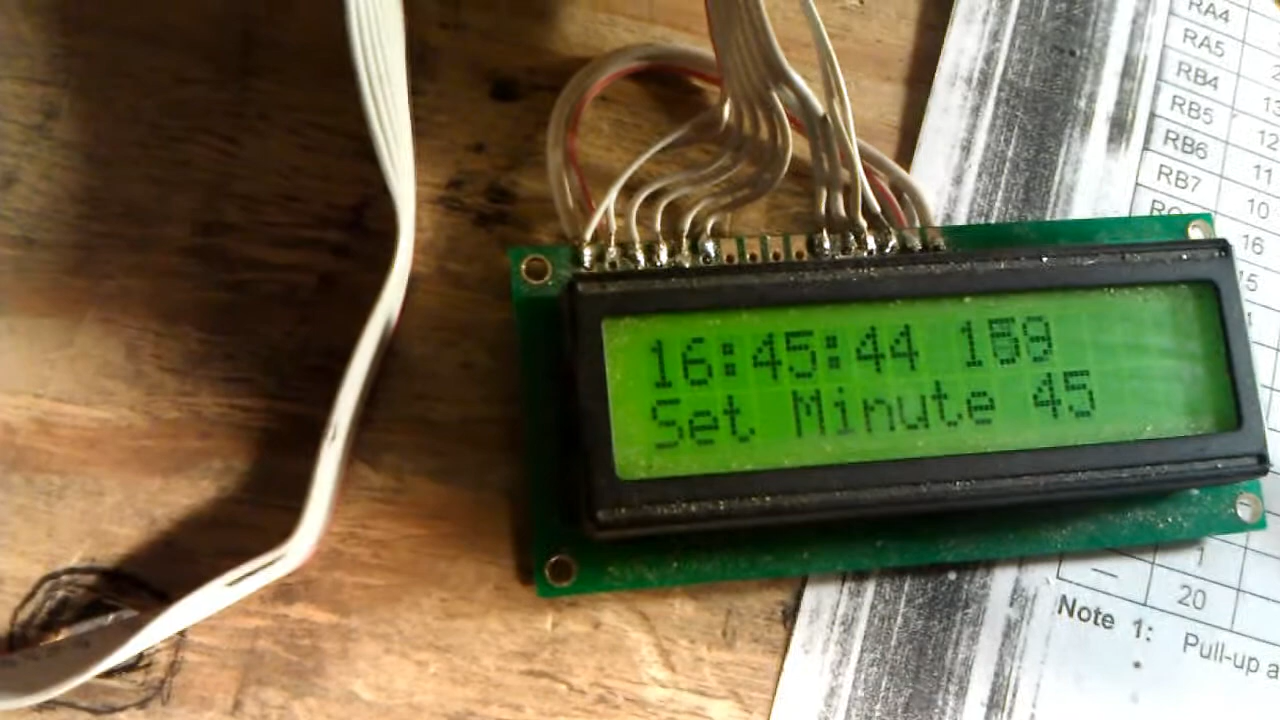 16:45:44 159
Set Minute 45
RA4
RA5
RB4
13
RB5
12
RB6
11
RB7
10
16
1
20
Note 1: Pull-up a